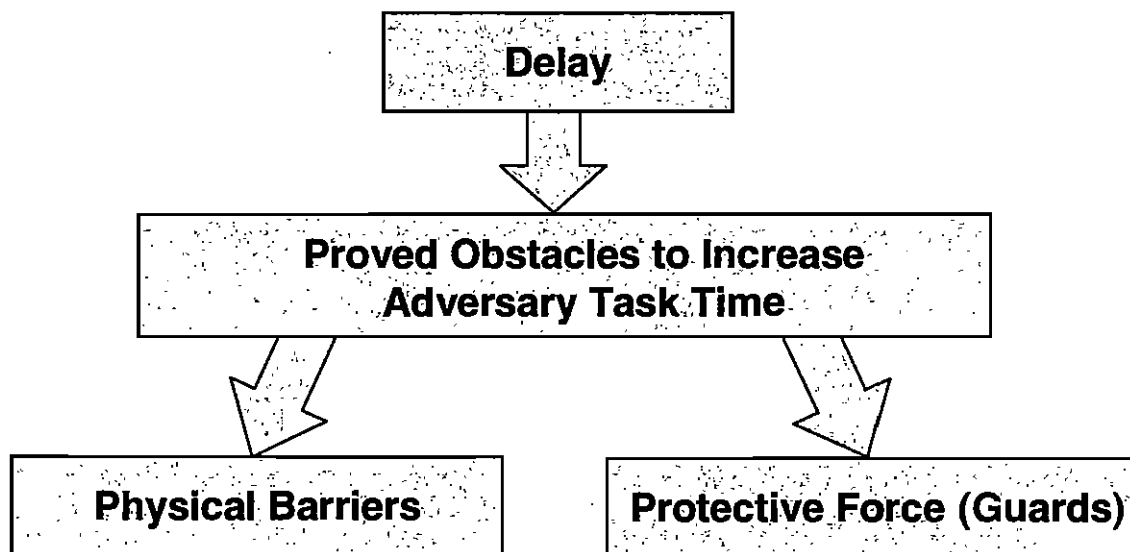 Delay
Proved Obstacles to Increase
Adversary Task Time
Physical Barriers
Protective Force (Guards)